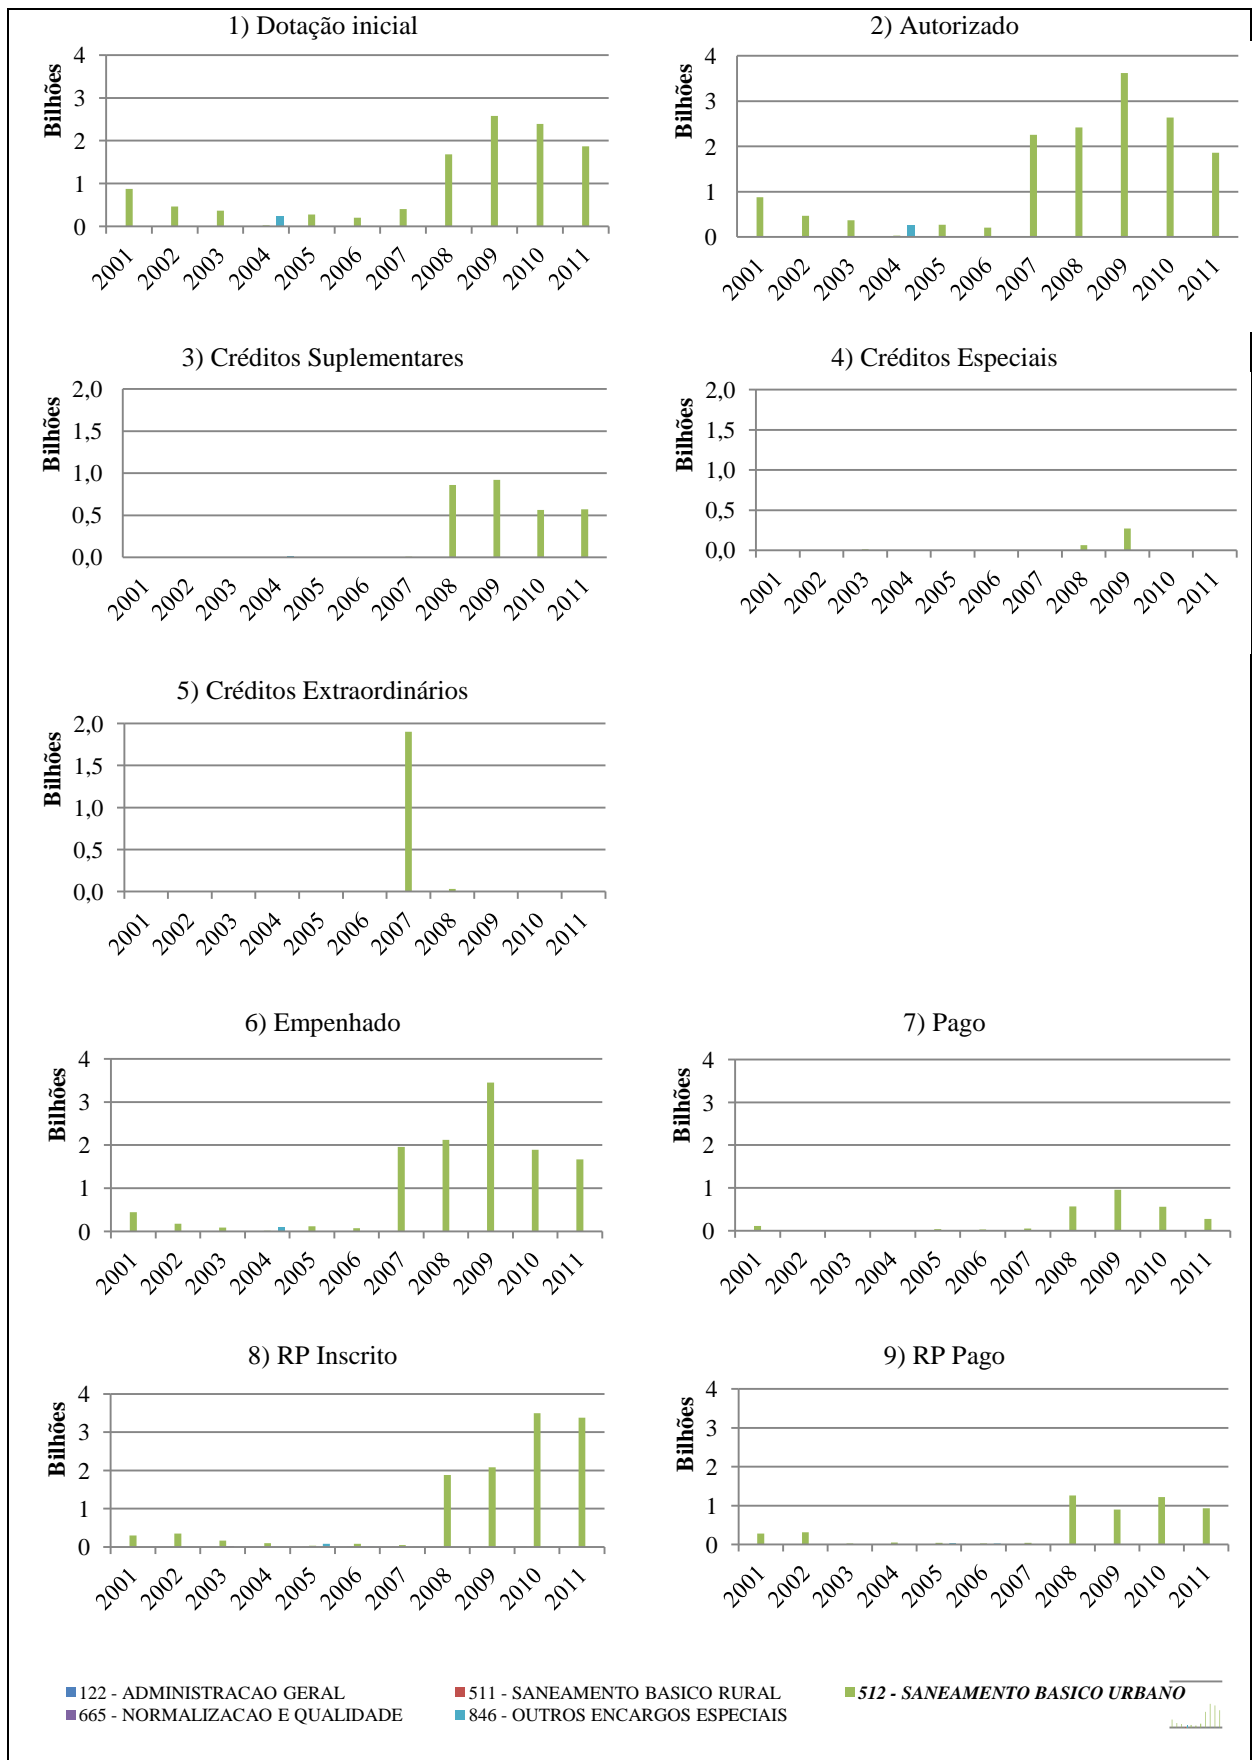 1) Dotação inicial
Bilhões
4
3
2
1
0
2001 2002 2003 2004 2005 2006 2007 2008 2009 2010 2011
2) Autorizado
Bilhões
4
3
2
1
0
2001 2002 2003 2004 2005 2006 2007 2008 2009 2010 2011
3) Créditos Suplementares
Bilhões
2,0
1,5
1,0
0,5
0,0
2001 2002 2003 2004 2005 2006 2007 2008 2009 2010 2011
4) Créditos Especiais
Bilhões
2,0
1,5
1,0
0,5
0,0
2001 2002 2003 2004 2005 2006 2007 2008 2009 2010 2011
5) Créditos Extraordinários
Bilhões
2,0
1,5
1,0
0,5
0,0
2001 2002 2003 2004 2005 2006 2007 2008 2009 2010 2011
6) Empenhado
Bilhões
4
3
2
1
0
2001 2002 2003 2004 2005 2006 2007 2008 2009 2010 2011
7) Pago
Bilhões
4
3
2
1
0
2001 2002 2003 2004 2005 2006 2007 2008 2009 2010 2011
8) RP Inscrito
Bilhões
4
3
2
1
0
2001 2002 2003 2004 2005 2006 2007 2008 2009 2010 2011
9) RP Pago
Bilhões
4
3
2
1
0
2001 2002 2003 2004 2005 2006 2007 2008 2009 2010 2011
122 - ADMINISTRACAO GERAL
511 - SANEAMENTO BASICO RURAL
512 - SANEAMENTO BASICO URBANO
665 - NORMALIZACAO E QUALIDADE
846 - OUTROS ENCARGOS ESPECIAIS